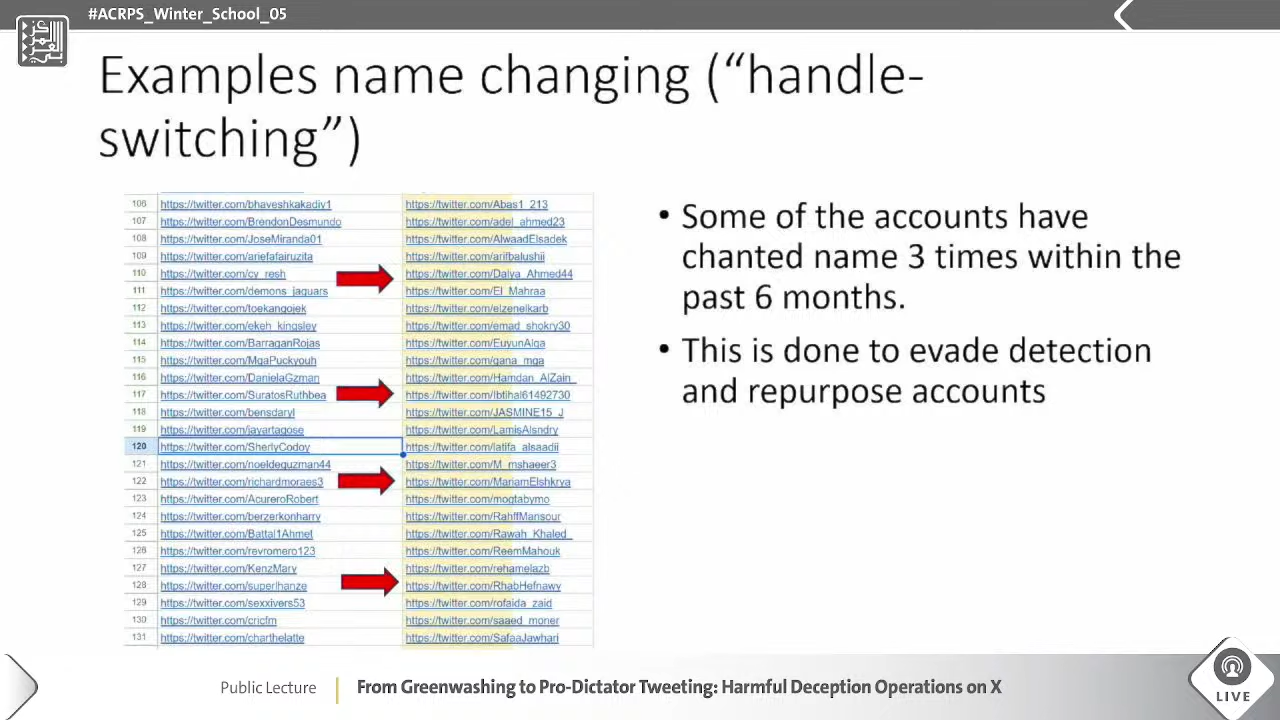 #ACRPS_Winter_School_05
Examples name changing (“handle-
switching”)
106 https://twitter.com/bhaveshkakadiy1 https://twitter.com/Abas1_213
107 https://twitter.com/BrendonDesmundo https://twitter.com/adel_ahmed23
108 https://twitter.com/JoseMiranda01 https://twitter.com/AlwaadElsadek
109 https://twitter.com/ariefafairuzita https://twitter.com/arifbalushii
110 https://twitter.com/cy_resh https://twitter.com/Dalya_Ahmed44
111 https://twitter.com/demons_jaguars https://twitter.com/El_Mahraa
112 https://twitter.com/toekangojek https://twitter.com/elzenelkarb
113 https://twitter.com/ekeh_kingsley https://twitter.com/emad_shokry30
114 https://twitter.com/BarraganRojas https://twitter.com/EuyunAlqa
115 https://twitter.com/MgaPuckyouh https://twitter.com/gana_mga
116 https://twitter.com/DanielaGzman https://twitter.com/Hamdan_AlZain_
117 https://twitter.com/SuratosRuthbea https://twitter.com/Ibtihal61492730
118 https://twitter.com/bensdaryl https://twitter.com/JASMINE15_J
119 https://twitter.com/jayartagose https://twitter.com/LamisAlsndry
120 https://twitter.com/SherlyCodoy https://twitter.com/latifa_alsaadii
121 https://twitter.com/noeldeguzman44 https://twitter.com/M_mshaeer3
122 https://twitter.com/richardmoraes3 https://twitter.com/MariamElshkrya
123 https://twitter.com/AcureroRobert https://twitter.com/mogtabymo
124 https://twitter.com/berzerkonharry https://twitter.com/RahffMansour
125 https://twitter.com/Battal1Ahmet https://twitter.com/Rawah_Khaled_
126 https://twitter.com/revromero123 https://twitter.com/ReemMahouk
127 https://twitter.com/KenzMary https://twitter.com/rehamelazb
128 https://twitter.com/superlhanze https://twitter.com/RhabHefnawy
129 https://twitter.com/sexxivers53 https://twitter.com/rofaida_zaid
130 https://twitter.com/cricfm https://twitter.com/saaed_moner
131 https://twitter.com/charthelatte https://twitter.com/SafaaJawhari
• Some of the accounts have
chanted name 3 times within the
past 6 months.
• This is done to evade detection
and repurpose accounts
Public Lecture From Greenwashing to Pro-Dictator Tweeting: Harmful Deception Operations on X
LIVE